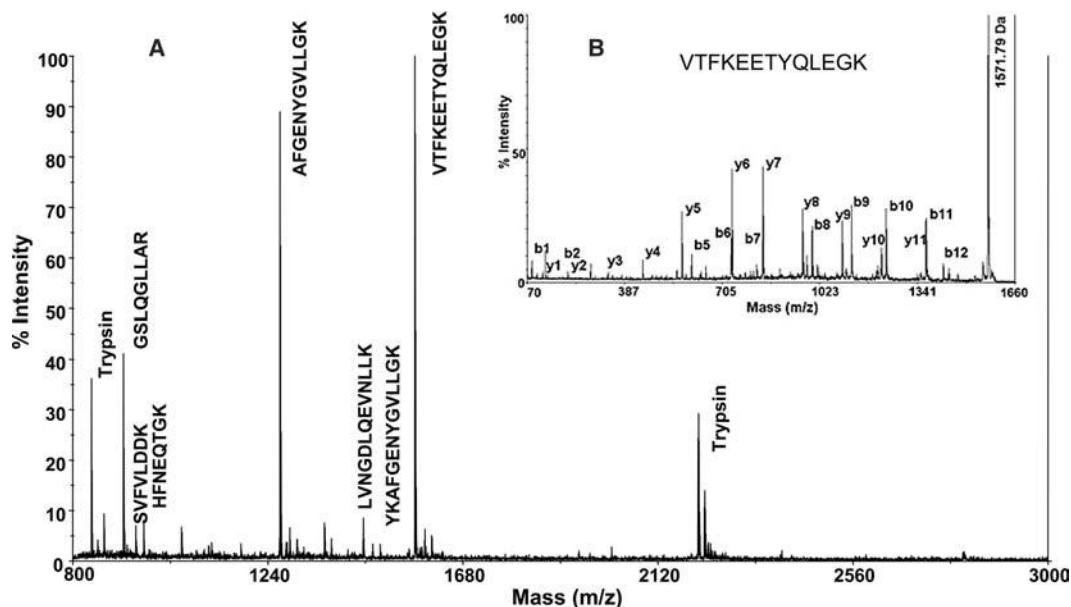 A
% Intensity
100
90
80
70
60
50
40
30
20
10
0
Trypsin
GSLQGLLAR
SVFVLDDK
HFNEQTGK
AFGENYGVLLGK
LVNGDLQEVNLLK
YKAFGENYGVLLGK
VTFKEETYQLEGK
Trypsin
800 1240 1680 2120 2560 3000
Mass (m/z)
B
VTFKEETYQLEGK
1571.79 Da
% Intensity
100
50
0
b1
y1
b2
y2
y3
y4
y5
b5
b6
y6
b7
y7
y8
b8
y9
b9
y10
b10
y11
b11
b12
70 387 705 1023 1341 1660
Mass (m/z)